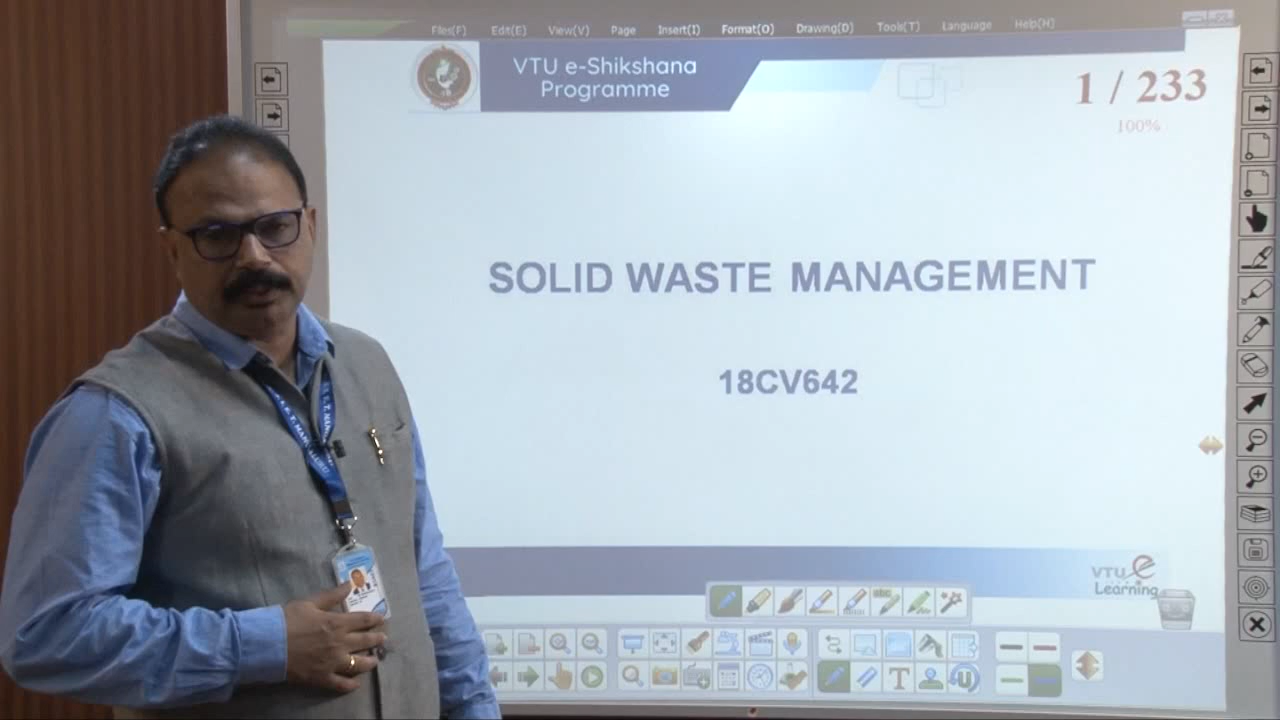 Files(F) Edit(E) View(V) Page Insert(I) Format(O) Drawing(D) Tools(T) Language Help(H)
VTU e-Shikshana
Programme
1 / 233
100%
SOLID WASTE MANAGEMENT
18CV642
VTU e
Learning